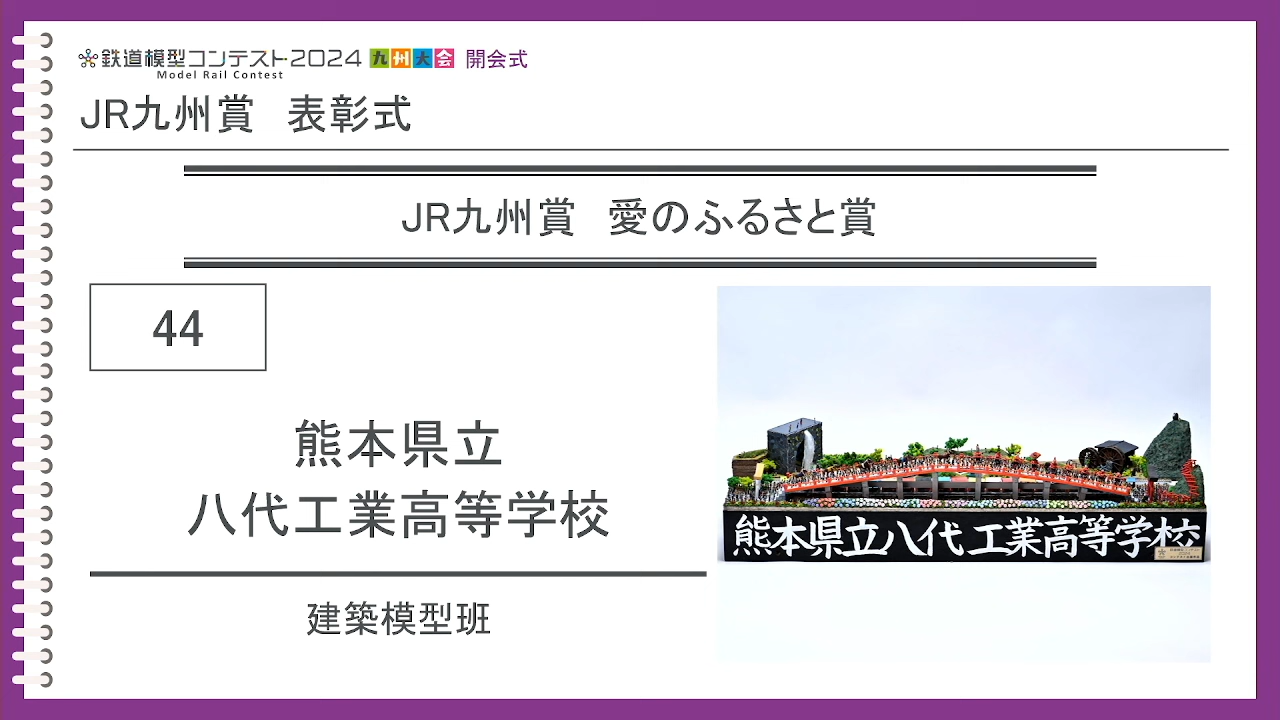 鉄道模型コンテスト2024 九州大会 開会式
Model Rail Contest
JR九州賞　表彰式
JR九州賞　愛のふるさと賞
44
熊本県立
八代工業高等学校
建築模型班
熊本県立八代工業高等学校